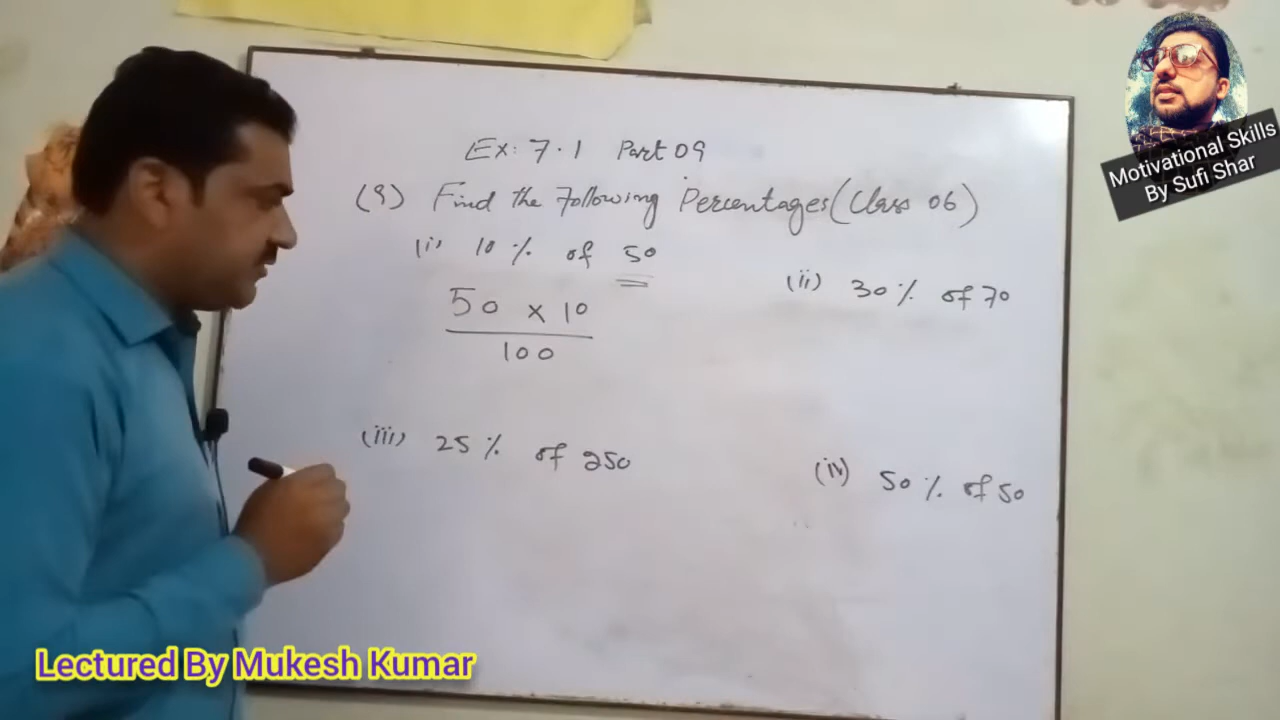 Ex: 7.1 Part 09
(9) Find the Following Percentages (Class 06)
(i) 10% of 50
50 x 10
100
(ii) 30% of 70
(iii) 25% of 250
(iv) 50% of 50
Motivational Skills
By Sufi Shar
Lectured By Mukesh Kumar